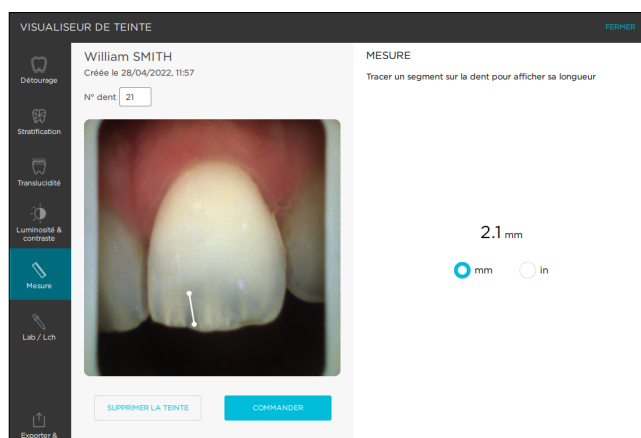 VISUALISEUR DE TEINTE
FERMER
Détourage
Stratification
Translucidité
Luminosité &
contraste
Mesure
Lab / Lch
Exporter &
William SMITH
Créée le 28/04/2022, 11:57
N° dent 21
SUPPRIMER LA TEINTE
COMMANDER
MESURE
Tracer un segment sur la dent pour afficher sa longueur
2.1 mm
mm
in